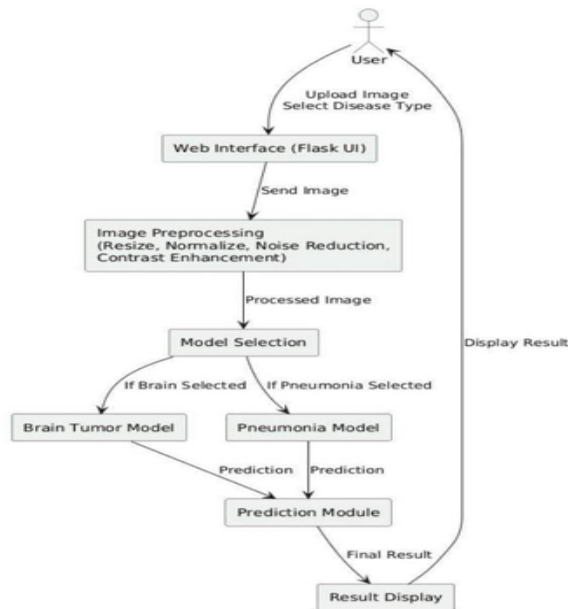 User
Upload Image
Select Disease Type
Web Interface (Flask UI)
Send Image
Image Preprocessing
(Resize, Normalize, Noise Reduction,
Contrast Enhancement)
Processed Image
Model Selection
Display Result
If Brain Selected
If Pneumonia Selected
Brain Tumor Model
Pneumonia Model
Prediction
Prediction
Prediction Module
Final Result
Result Display